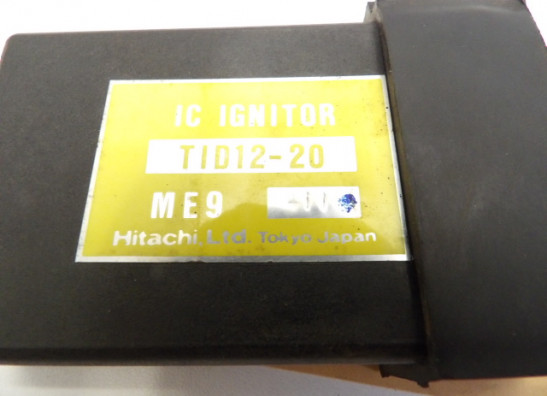 IC IGNITOR
TID12-20
ME9
Hitachi, Ltd. Tokyo Japan